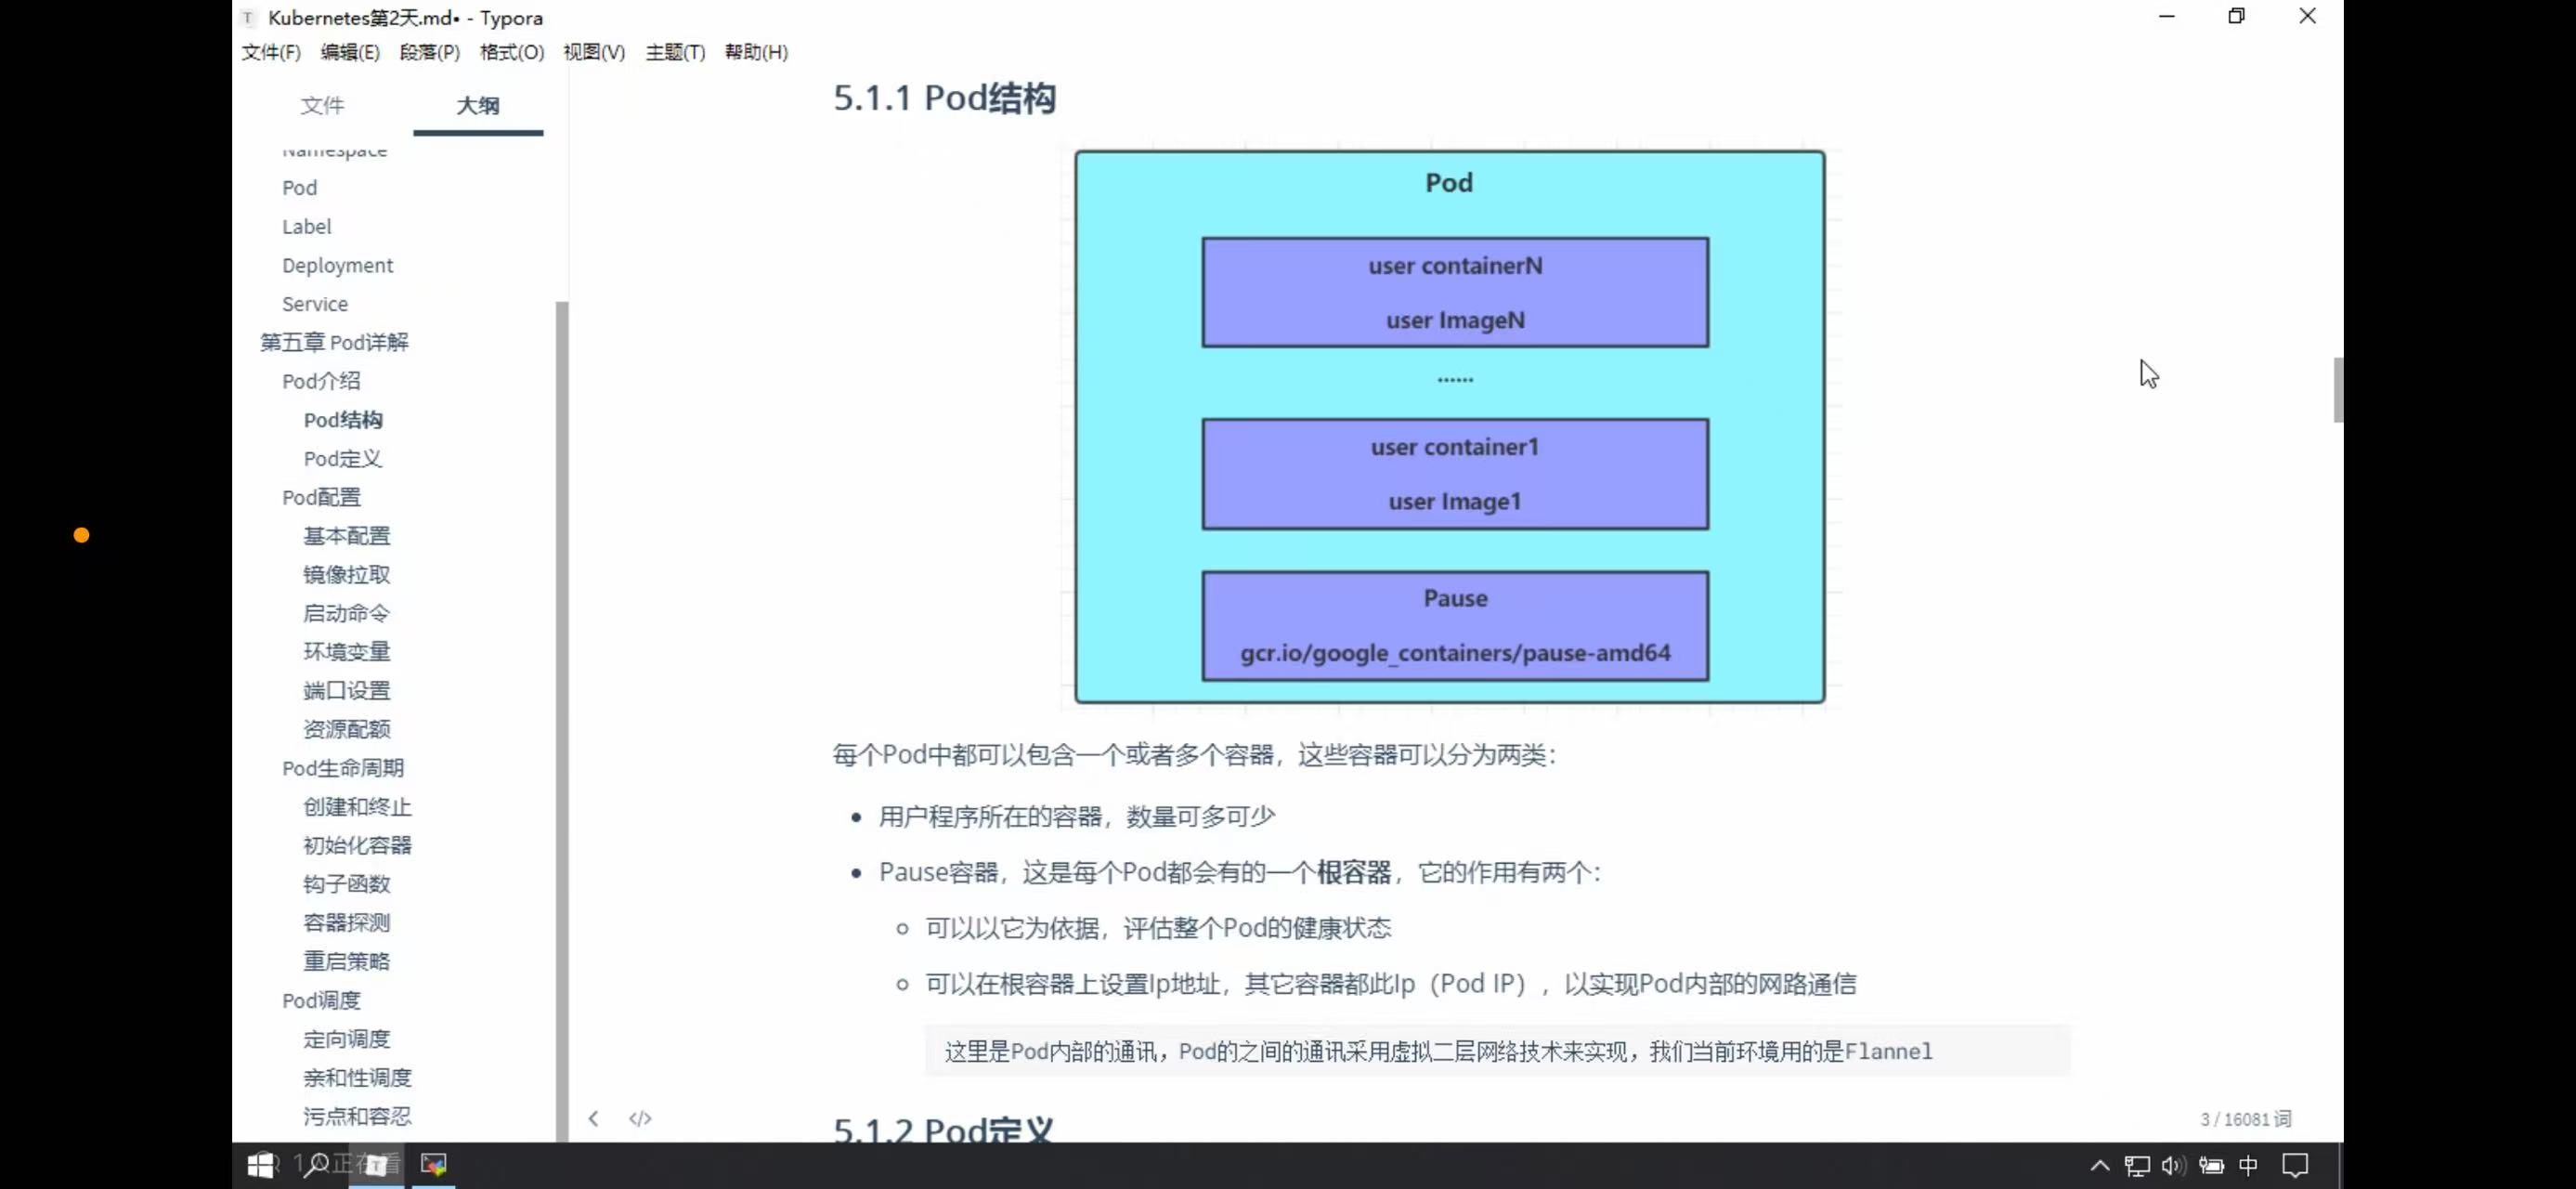 Kubernetes第2天.md• - Typora
文件(F) 编辑(E) 段落(P) 格式(O) 视图(V) 主题(T) 帮助(H)
文件 大纲
Namespace
Pod
Label
Deployment
Service
第五章 Pod详解
Pod介绍
Pod结构
Pod定义
Pod配置
基本配置
镜像拉取
启动命令
环境变量
端口设置
资源配额
Pod生命周期
创建和终止
初始化容器
钩子函数
容器探测
重启策略
Pod调度
定向调度
亲和性调度
污点和容忍
5.1.1 Pod结构
Pod
user containerN
user ImageN
......
user container1
user Image1
Pause
gcr.io/google_containers/pause-amd64
每个Pod中都可以包含一个或者多个容器，这些容器可以分为两类：
用户程序所在的容器，数量可多可少
Pause容器，这是每个Pod都会有的一个根容器，它的作用有两个：
可以以它为依据，评估整个Pod的健康状态
可以在根容器上设置Ip地址，其它容器都此Ip（Pod IP），以实现Pod内部的网路通信
这里是Pod内部的通讯，Pod的之间的通讯采用虚拟二层网络技术来实现，我们当前环境用的是Flannel
5.1.2 Pod定义
3 / 16081 词
中